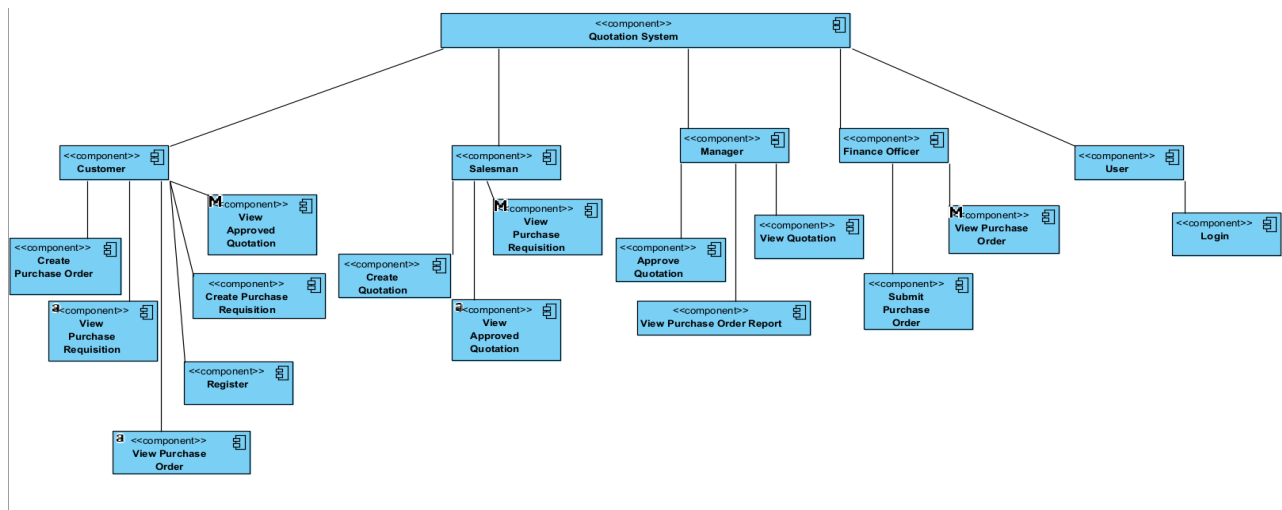 <<component>>
Quotation System
<<component>>
Customer
<<component>>
Salesman
<<component>>
Manager
<<component>>
Finance Officer
<<component>>
User
M
<<component>>
View
Approved
Quotation
M
<<component>>
View
Purchase
Requisition
<<component>>
View Quotation
M
<<component>>
View Purchase
Order
<<component>>
Login
<<component>>
Create
Purchase Order
<<component>>
Create
Quotation
<<component>>
Approve
Quotation
<<component>>
Create Purchase
Requisition
<<component>>
Submit
Purchase
Order
a
<<component>>
View
Purchase
Requisition
a
<<component>>
View
Approved
Quotation
<<component>>
View Purchase Order Report
<<component>>
Register
a
<<component>>
View Purchase
Order